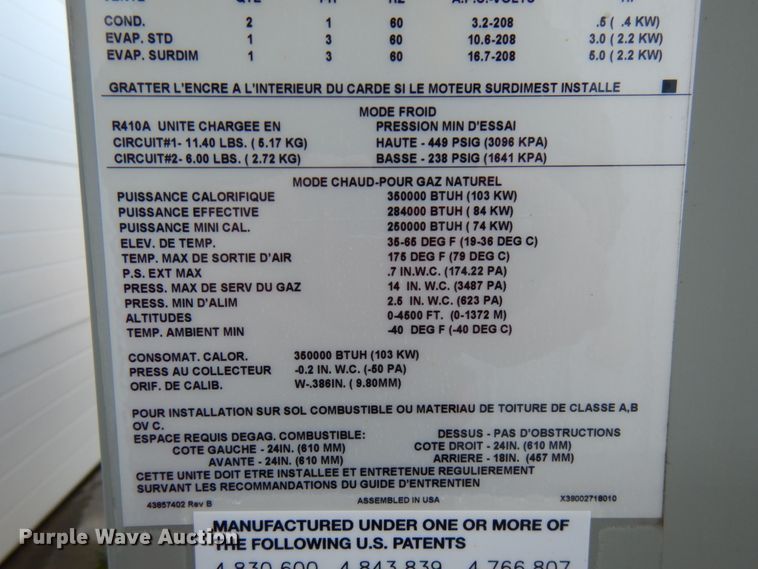 COND. 2 1 60 3.2-208 .5 ( .4 KW)
EVAP. STD 1 3 60 10.6-208 3.0 ( 2.2 KW)
EVAP. SURDIM 1 3 60 16.7-208 5.0 ( 2.2 KW)
GRATTER L'ENCRE A L'INTERIEUR DU CARDE SI LE MOTEUR SURDIMEST INSTALLE
MODE FROID
R410A UNITE CHARGEE EN PRESSION MIN D'ESSAI
CIRCUIT#1- 11.40 LBS. ( 5.17 KG) HAUTE - 449 PSIG (3096 KPA)
CIRCUIT#2- 6.00 LBS. ( 2.72 KG) BASSE - 238 PSIG (1641 KPA)
MODE CHAUD-POUR GAZ NATUREL
PUISSANCE CALORIFIQUE 350000 BTUH (103 KW)
PUISSANCE EFFECTIVE 284000 BTUH ( 84 KW)
PUISSANCE MINI CAL. 250000 BTUH ( 74 KW)
ELEV. DE TEMP. 35-65 DEG F (19-36 DEG C)
TEMP. MAX DE SORTIE D'AIR 175 DEG F (79 DEG C)
P.S. EXT MAX .7 IN.W.C. (174.22 PA)
PRESS. MAX DE SERV DU GAZ 14 IN. W.C. (3487 PA)
PRESS. MIN D'ALIM 2.5 IN. W.C. (623 PA)
ALTITUDES 0-4500 FT. (0-1372 M)
TEMP. AMBIENT MIN -40 DEG F (-40 DEG C)
CONSOMAT. CALOR. 350000 BTUH (103 KW)
PRESS AU COLLECTEUR -0.2 IN. W.C. (-50 PA)
ORIF. DE CALIB. W-.386IN. ( 9.80MM)
POUR INSTALLATION SUR SOL COMBUSTIBLE OU MATERIAU DE TOITURE DE CLASSE A,B
OV C.
ESPACE REQUIS DEGAG. COMBUSTIBLE: DESSUS - PAS D'OBSTRUCTIONS
COTE GAUCHE - 24IN. (610 MM) COTE DROIT - 24IN. (610 MM)
AVANTE - 24IN. (610 MM) ARRIERE - 18IN. (457 MM)
CETTE UNITE DOIT ETRE INSTALLEE ET ENTRETENUE REGULIEREMENT
SURVANT LES RECOMMANDATIONS DU GUIDE D'ENTRETIEN
43657402 Rev B ASSEMBLED IN USA X39002718010
MANUFACTURED UNDER ONE OR MORE OF
THE FOLLOWING U.S. PATENTS
4,830,600 4,843,839 4,766,807
Purple Wave Auction